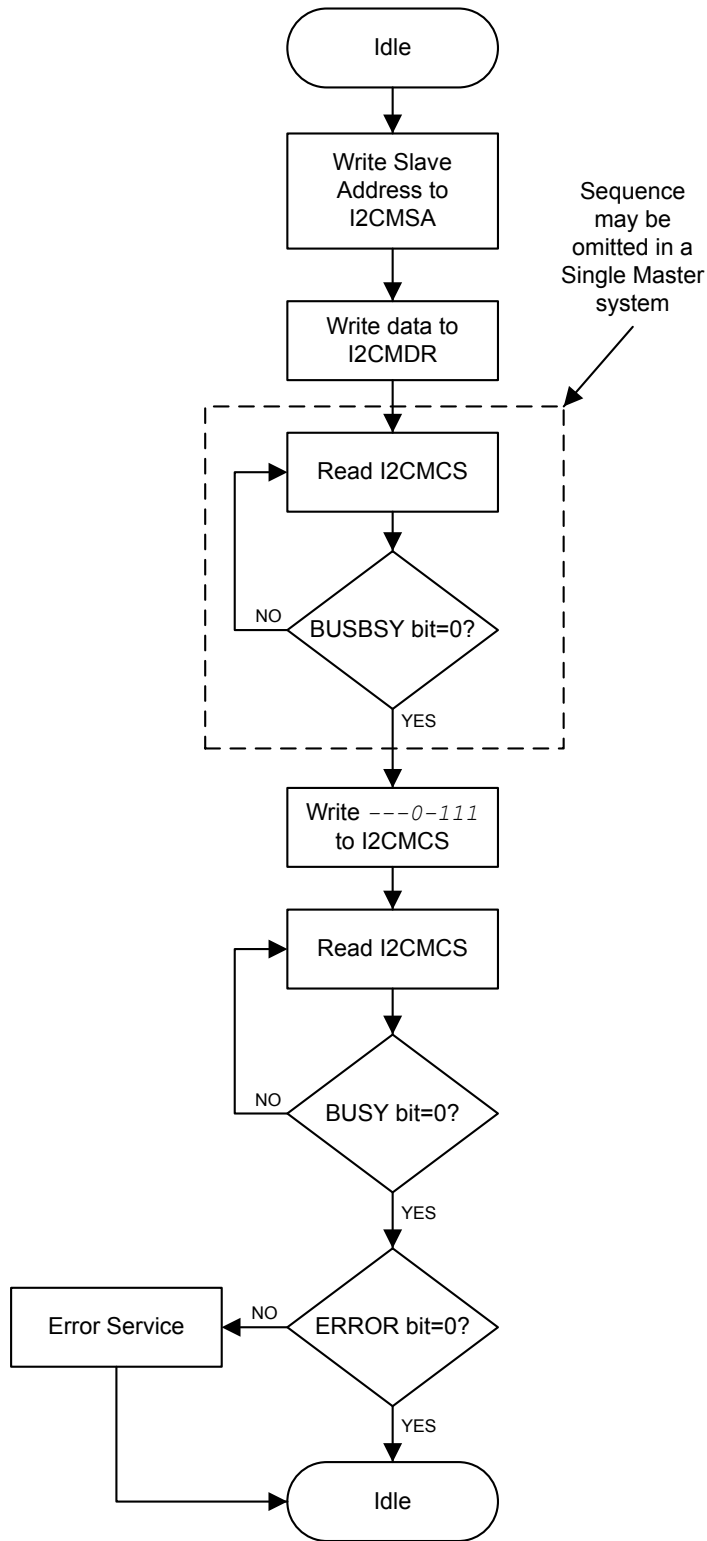 Idle
Write Slave
Address to
I2CMSA
Sequence
may be
omitted in a
Single Master
system
Write data to
I2CMDR
Read I2CMCS
NO
BUSBSY bit=0?
YES
Write ---0-111
to I2CMCS
Read I2CMCS
NO
BUSY bit=0?
YES
Error Service
NO
ERROR bit=0?
YES
Idle